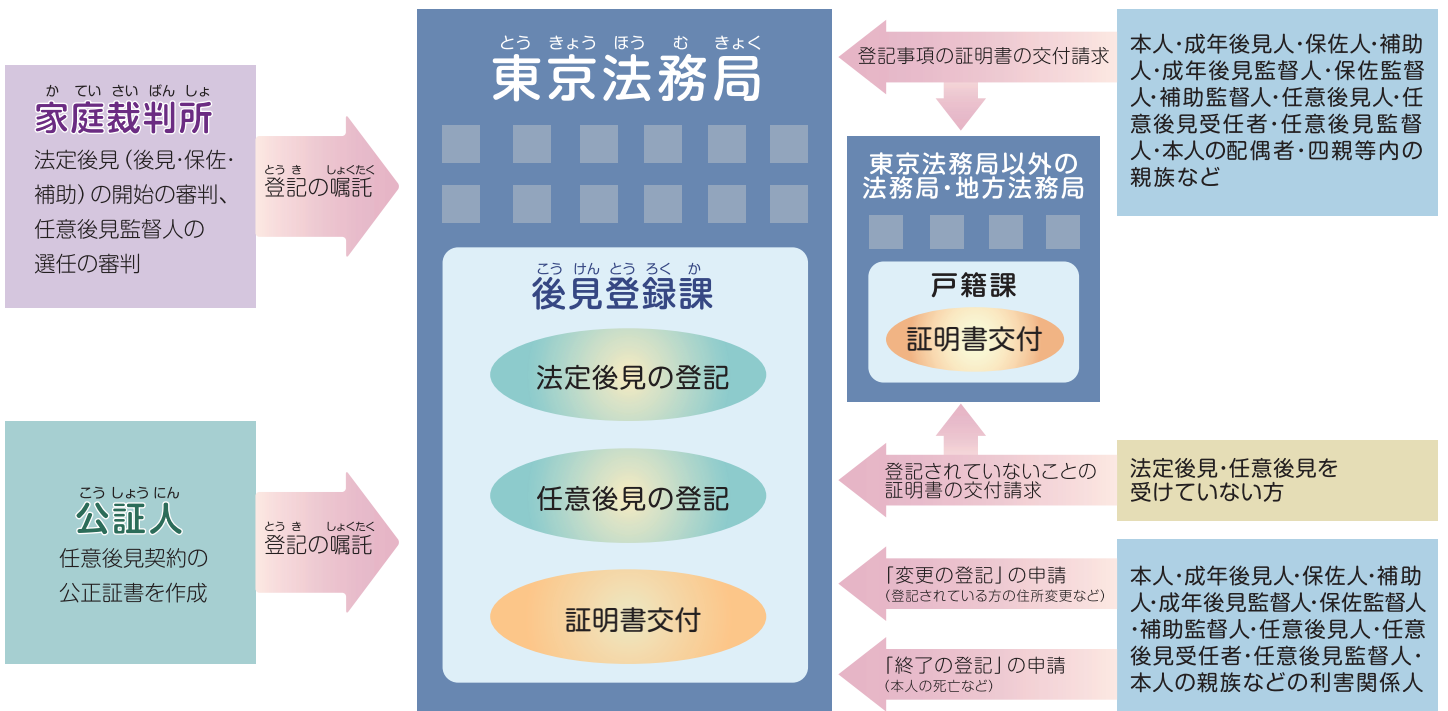 か てい さい ばん しょ
家庭裁判所
法定後見（後見・保佐・
補助）の開始の審判、
任意後見監督人の
選任の審判
とう き しょくたく
登記の嘱託
こう しょう にん
公証人
任意後見契約の
公正証書を作成
とう き しょくたく
登記の嘱託
とう きょう ほう む きょく
東京法務局
こう けん とう ろく か
後見登録課
法定後見の登記
任意後見の登記
証明書交付
登記事項の証明書の交付請求
東京法務局以外の
法務局・地方法務局
戸籍課
証明書交付
登記されていないことの
証明書の交付請求
「変更の登記」の申請
（登記されている方の住所変更など）
「終了の登記」の申請
（本人の死亡など）
本人・成年後見人・保佐人・補助
人・成年後見監督人・保佐監督
人・補助監督人・任意後見人・任
意後見受任者・任意後見監督
人・本人の配偶者・四親等内の
親族など
法定後見・任意後見を
受けていない方
本人・成年後見人・保佐人・補助
人・成年後見監督人・保佐監督人
・補助監督人・任意後見人・任意
後見受任者・任意後見監督人・
本人の親族などの利害関係人